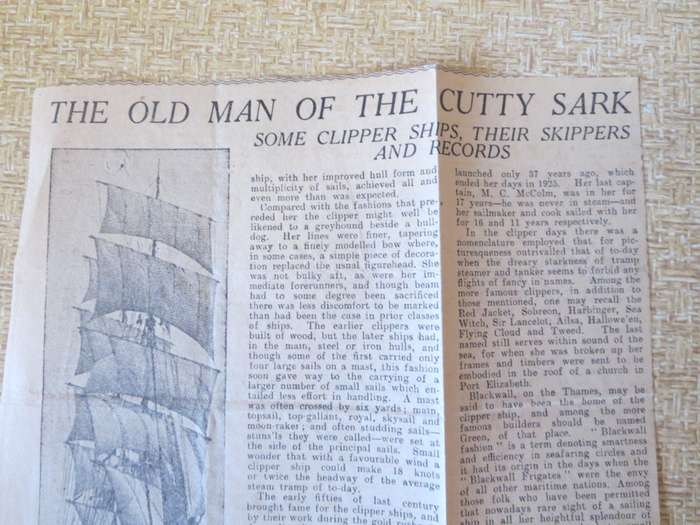 THE OLD MAN OF THE CUTTY SARK
SOME CLIPPER SHIPS, THEIR SKIPPERS
AND RECORDS
ship, with her improved hull form and
multiplicity of sails, achieved all and
even more than was expected.
Compared with the fashions that pre-
ceded her the clipper might well be
likened to a greyhound beside a bull-
dog. Her lines were finer, tapering
away to a finely modelled bow where,
in some cases, a simple piece of decora-
tion replaced the usual figurehead. She
was not bulky aft, as were her im-
mediate forerunners, and though beam
had to some degree been sacrificed
there was less discomfort to be marked
than had been the case in prior classes
of ships. The earlier clippers were
built of wood, but the later ships had,
in the main, steel or iron hulls, and
though some of the first carried only
four large sails on a mast, this fashion
soon gave way to the carrying of a
larger number of small sails which en-
tailed less effort in handling. A mast
was often crossed by six yards; main,
topsail, top-gallant, royal, skysail and
moon-raker; and often studding sails—
stuns'ls they were called—were set at
the side of the principal sails. Small
wonder that with a favourable wind a
clipper ship could make 18 knots
or twice the headway of the average
steam tramp of to-day.
The early fifties of last century
brought fame for the clipper ships, and
by their work during the gold
launched only 37 years ago, which
ended her days in 1925. Her last cap-
tain, M. C. McColm, was in her for
17 years—he was never in steam—and
her sailmaker and cook sailed with her
for 16 and 11 years respectively.
In the clipper days there was a
nomenclature employed that for pic-
turesqueness outrivalled that of to-day
when the dreary starkness of tramp
steamer and tanker seems to forbid any
flights of fancy in names. Among the
more famous clippers, in addition to
those mentioned, one may recall the
Red Jacket, Sobreon, Harbinger, Sea
Witch, Sir Lancelot, Ailsa, Hallowe'en,
Flying Cloud and Tweed. The last
named still serves within sound of the
sea, for when she was broken up her
frames and timbers were sent to be
embodied in the roof of a church in
Port Elizabeth.
Blackwall, on the Thames, may be
said to have been the home of the
clipper ship, and among the more
famous builders should be named
Green, of that place. "Blackwall
fashion" is a term denoting smartness
and efficiency in seafaring circles and
it had its origin in the days when the
"Blackwall Frigates" were the envy
of all other maritime nations. Among
those folk who have been permitted
that nowadays rare sight of a sailing
ship in all her heightful splendour of